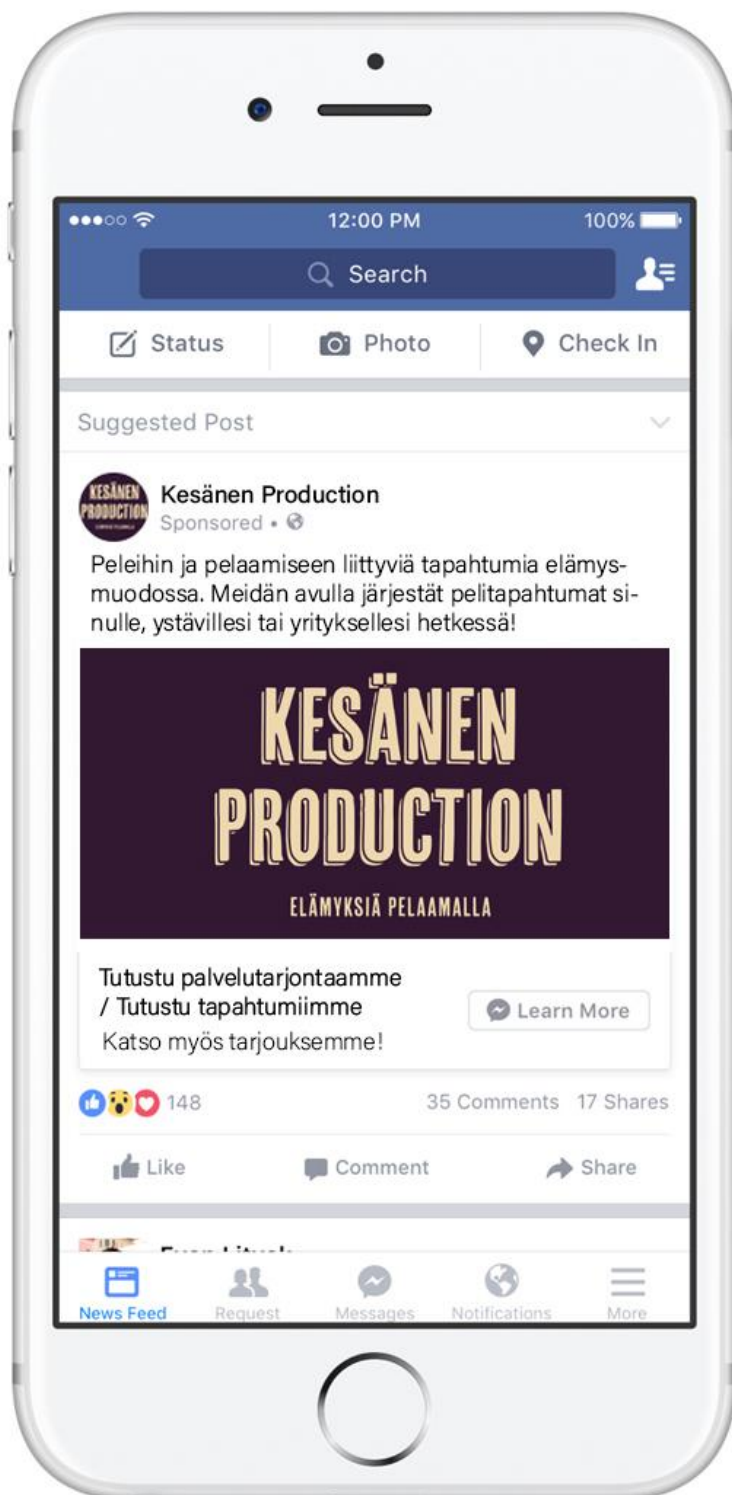 12:00 PM 100%
Search
Status Photo Check In
Suggested Post
KESÄNEN
PRODUCTION
Kesänen Production
Sponsored •
Peleihin ja pelaamiseen liittyviä tapahtumia elämys-
muodossa. Meidän avulla järjestät pelitapahtumat si-
nulle, ystävillesi tai yrityksellesi hetkessä!
KESÄNEN
PRODUCTION
ELÄMYKSIÄ PELAAMALLA
Tutustu palvelutarjontaamme
/ Tutustu tapahtumiimme
Learn More
Katso myös tarjouksemme!
148 35 Comments 17 Shares
Like Comment Share
News Feed Request Messages Notifications More